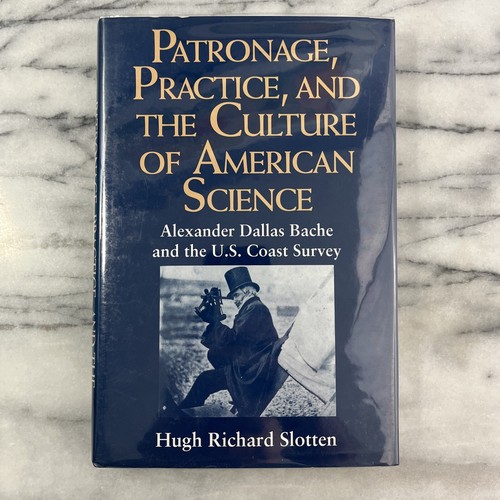 PATRONAGE,
PRACTICE, AND
THE CULTURE
OF AMERICAN
SCIENCE
Alexander Dallas Bache
and the U.S. Coast Survey
Hugh Richard Slotten